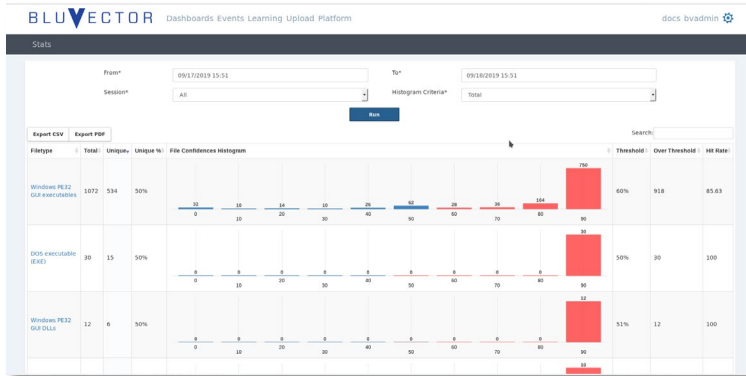 BLUVECTOR Dashboards Events Learning Upload Platform docs bvadmin
Stats
From* 09/17/2019 15:51 To* 09/18/2019 15:51
Session* All Histogram Criteria* Total
Run
Export CSV Export PDF Search:
Filetype Total Unique Unique % File Confidences Histogram Threshold Over Threshold Hit Rate
Windows PE32 GUI executables 1072 534 50% 60% 918 85.63
32 10 14 10 26 62 28 36 104 750
0 10 20 30 40 50 60 70 80 90
DOS executable (EXE) 30 15 50% 50% 30 100
0 0 0 0 0 0 0 0 0 30
0 10 20 30 40 50 60 70 80 90
Windows PE32 GUI DLLs 12 6 50% 51% 12 100
0 0 0 0 0 0 0 0 0 12
0 10 20 30 40 50 60 70 80 90
10